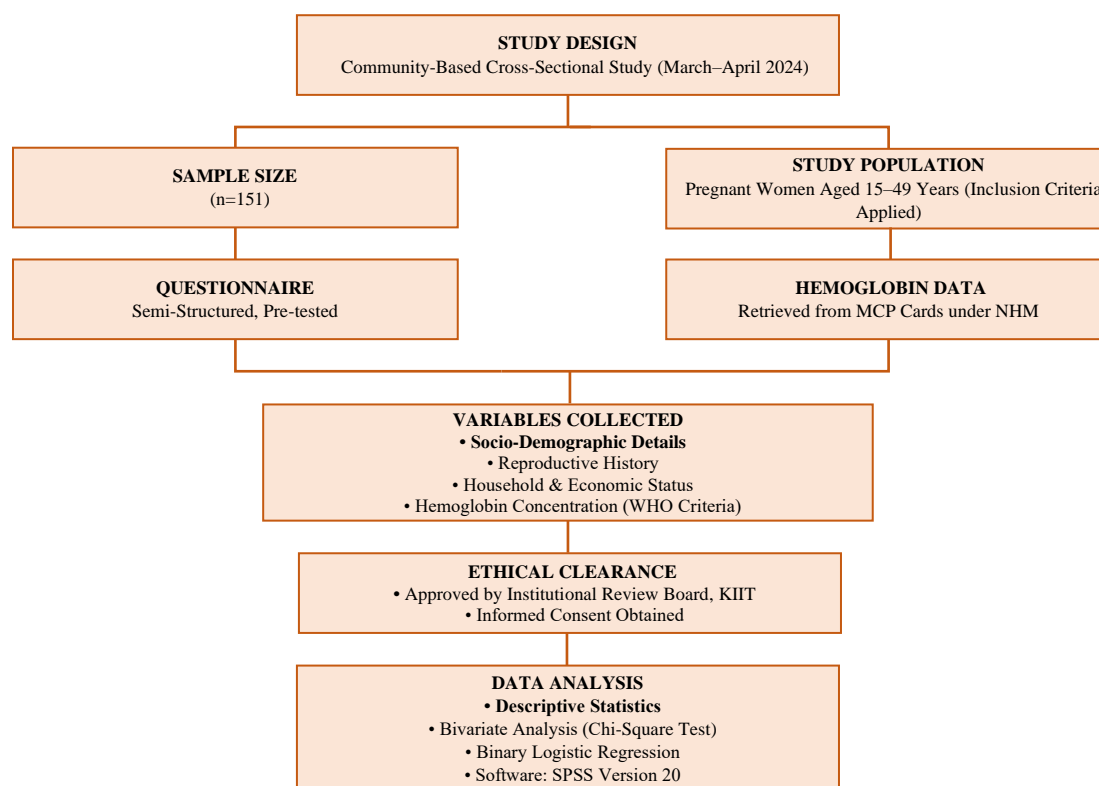 STUDY DESIGN
Community-Based Cross-Sectional Study (March–April 2024)
SAMPLE SIZE
(n=151)
STUDY POPULATION
Pregnant Women Aged 15–49 Years (Inclusion Criteria
Applied)
QUESTIONNAIRE
Semi-Structured, Pre-tested
HEMOGLOBIN DATA
Retrieved from MCP Cards under NHM
VARIABLES COLLECTED
• Socio-Demographic Details
• Reproductive History
• Household & Economic Status
• Hemoglobin Concentration (WHO Criteria)
ETHICAL CLEARANCE
• Approved by Institutional Review Board, KIIT
• Informed Consent Obtained
DATA ANALYSIS
• Descriptive Statistics
• Bivariate Analysis (Chi-Square Test)
• Binary Logistic Regression
• Software: SPSS Version 20